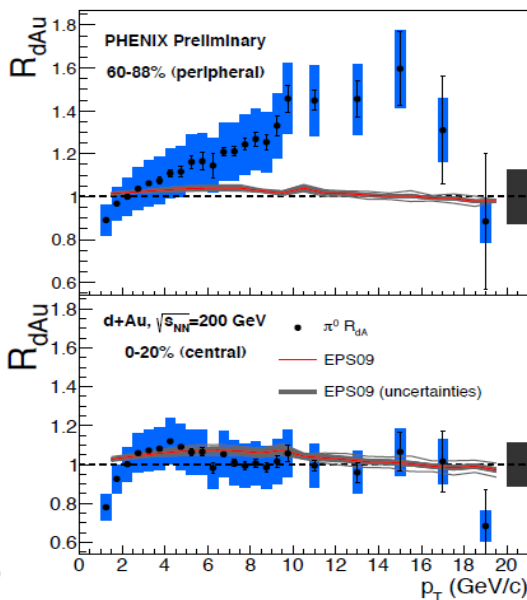 PHENIX Preliminary
60-88% (peripheral)
R_dAu
1.8
1.6
1.4
1.2
1
0.8
0.6
d+Au, √s_NN=200 GeV
0-20% (central)
π⁰ R_dA
EPS09
EPS09 (uncertainties)
R_dAu
1.8
1.6
1.4
1.2
1
0.8
0.6
0 2 4 6 8 10 12 14 16 18 20
p_T (GeV/c)